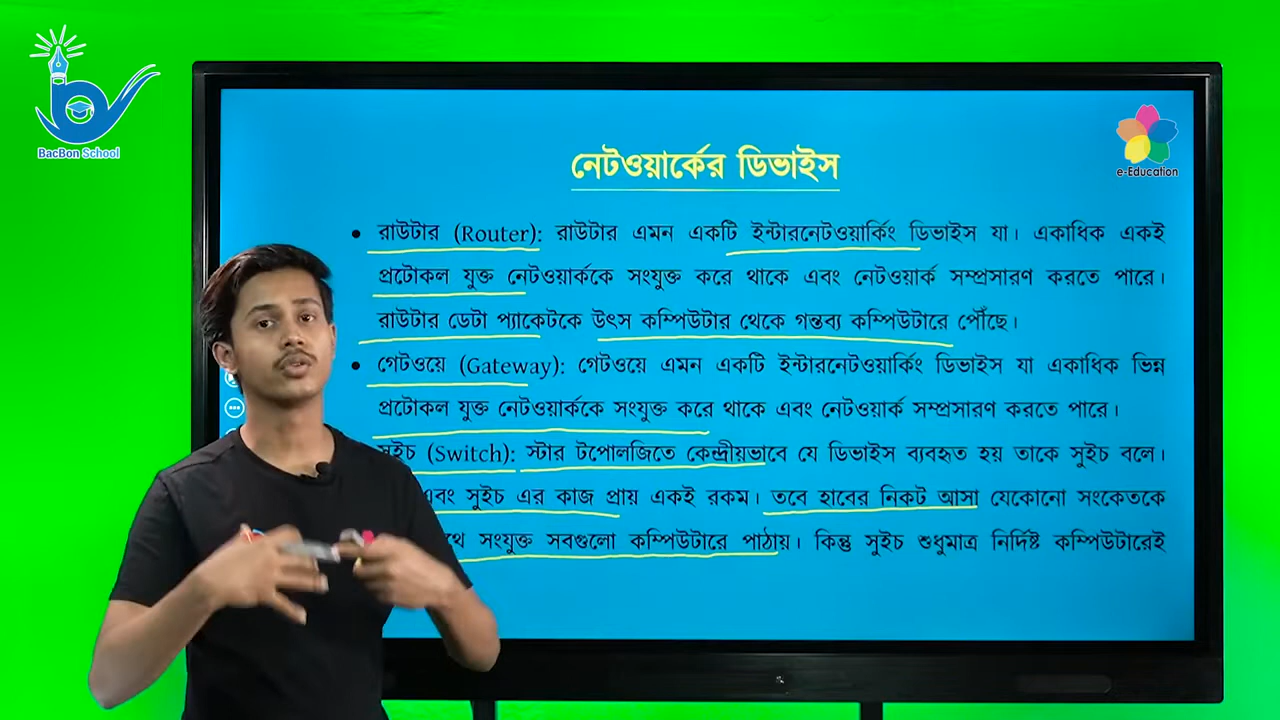 BacBon School
e-Education
নেটওয়ার্কের ডিভাইস
• রাউটার (Router): রাউটার এমন একটি ইন্টারনেটওয়ার্কিং ডিভাইস যা। একাধিক একই
প্রটোকল যুক্ত নেটওয়ার্ককে সংযুক্ত করে থাকে এবং নেটওয়ার্ক সম্প্রসারণ করতে পারে।
রাউটার ডেটা প্যাকেটকে উৎস কম্পিউটার থেকে গন্তব্য কম্পিউটারে পৌঁছে।
• গেটওয়ে (Gateway): গেটওয়ে এমন একটি ইন্টারনেটওয়ার্কিং ডিভাইস যা একাধিক ভিন্ন
প্রটোকল যুক্ত নেটওয়ার্ককে সংযুক্ত করে থাকে এবং নেটওয়ার্ক সম্প্রসারণ করতে পারে।
সুইচ (Switch): স্টার টপোলজিতে কেন্দ্রীয়ভাবে যে ডিভাইস ব্যবহৃত হয় তাকে সুইচ বলে।
এবং সুইচ এর কাজ প্রায় একই রকম। তবে হাবের নিকট আসা যেকোনো সংকেতকে
সংযুক্ত সবগুলো কম্পিউটারে পাঠায়। কিন্তু সুইচ শুধুমাত্র নির্দিষ্ট কম্পিউটারেই